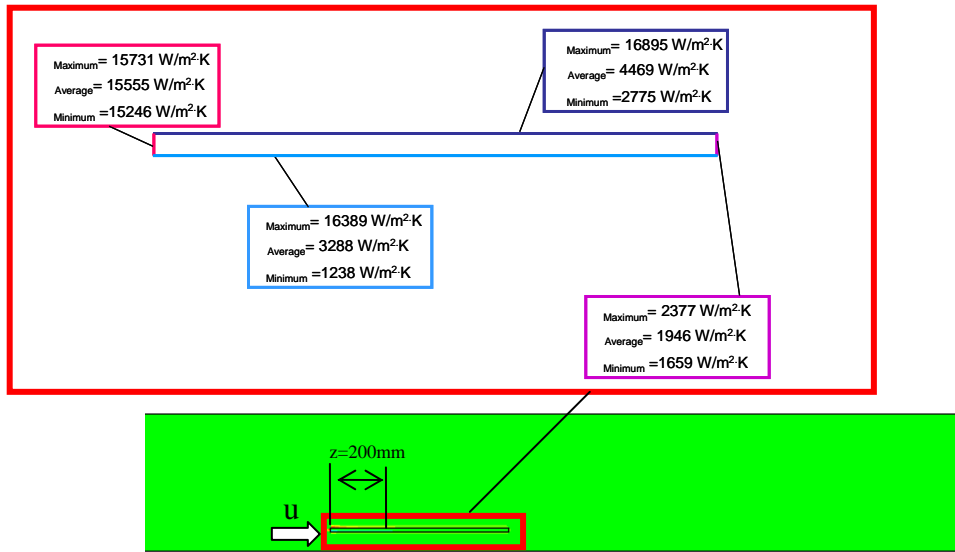 Maximum= 15731 W/m²·K
Average= 15555 W/m²·K
Minimum =15246 W/m²·K
Maximum= 16895 W/m²·K
Average= 4469 W/m²·K
Minimum =2775 W/m²·K
Maximum= 16389 W/m²·K
Average= 3288 W/m²·K
Minimum =1238 W/m²·K
Maximum= 2377 W/m²·K
Average= 1946 W/m²·K
Minimum =1659 W/m²·K
z=200mm
u